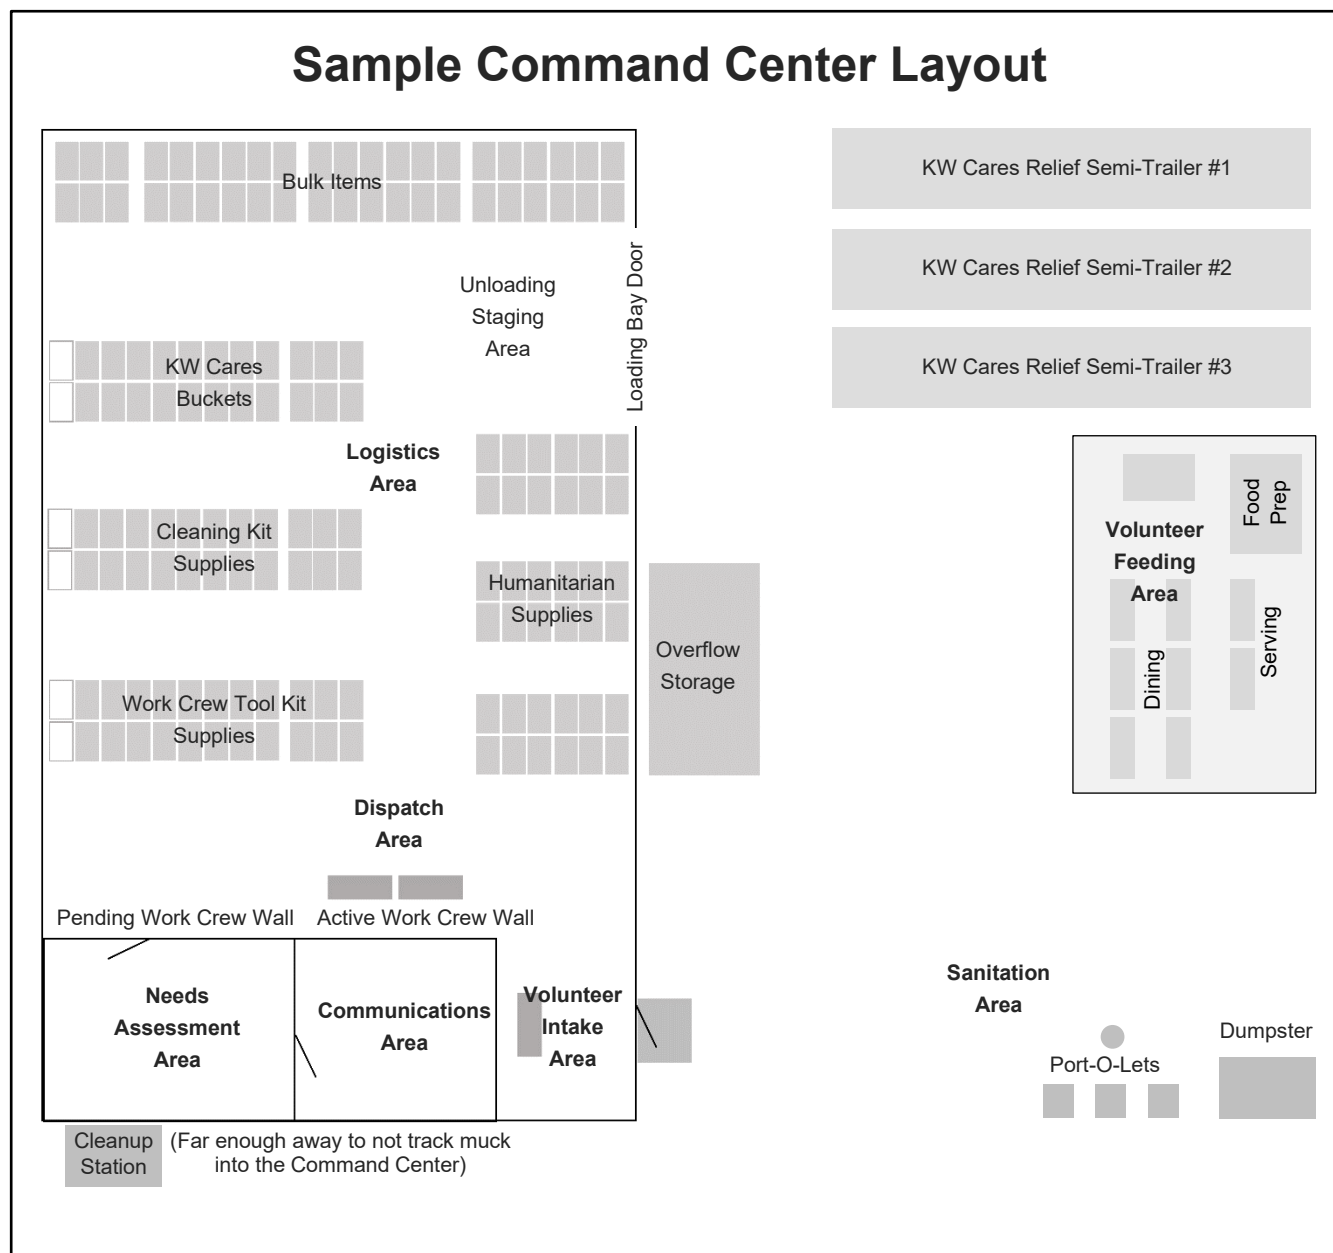 Sample Command Center Layout
Bulk Items
KW Cares Relief Semi-Trailer #1
KW Cares Relief Semi-Trailer #2
KW Cares Relief Semi-Trailer #3
Unloading
Staging
Area
Loading Bay Door
KW Cares
Buckets
Logistics
Area
Cleaning Kit
Supplies
Humanitarian
Supplies
Overflow
Storage
Work Crew Tool Kit
Supplies
Food
Prep
Volunteer
Feeding
Area
Dining
Serving
Dispatch
Area
Pending Work Crew Wall
Active Work Crew Wall
Needs
Assessment
Area
Communications
Area
Volunteer
Intake
Area
Sanitation
Area
Port-O-Lets
Dumpster
Cleanup
Station
(Far enough away to not track muck
into the Command Center)